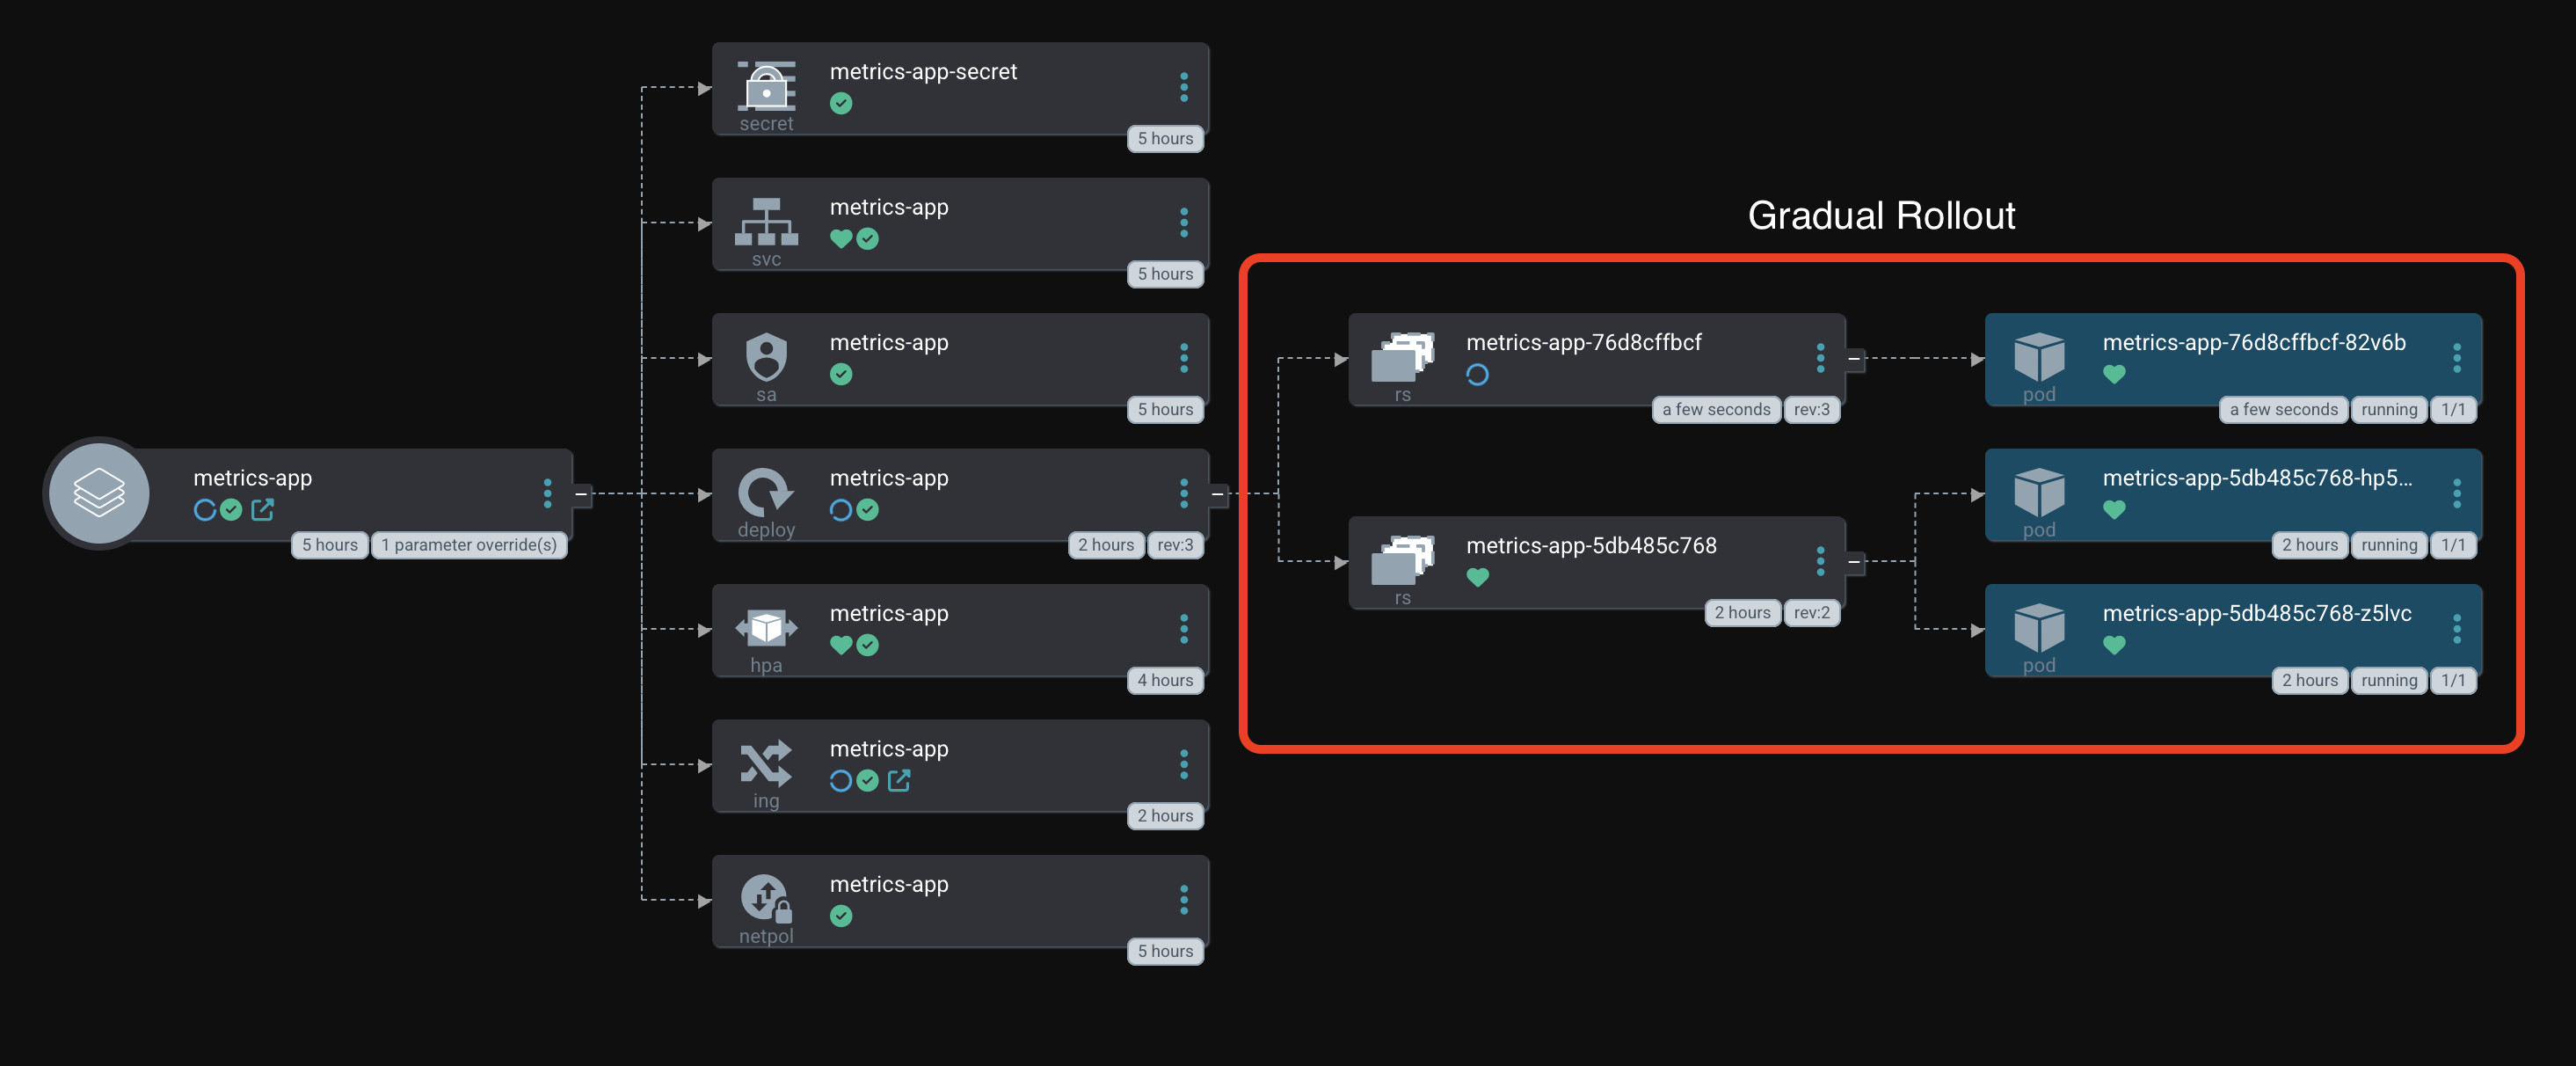 metrics-app-secret
secret
5 hours
metrics-app
svc
5 hours
Gradual Rollout
metrics-app
sa
5 hours
metrics-app-76d8cffbcf
rs
a few seconds
rev:3
metrics-app-76d8cffbcf-82v6b
pod
a few seconds
running
1/1
metrics-app
5 hours
1 parameter override(s)
metrics-app
deploy
2 hours
rev:3
metrics-app-5db485c768
rs
2 hours
rev:2
metrics-app-5db485c768-hp5...
pod
2 hours
running
1/1
metrics-app-5db485c768-z5lvc
pod
2 hours
running
1/1
metrics-app
hpa
4 hours
metrics-app
ing
2 hours
metrics-app
netpol
5 hours